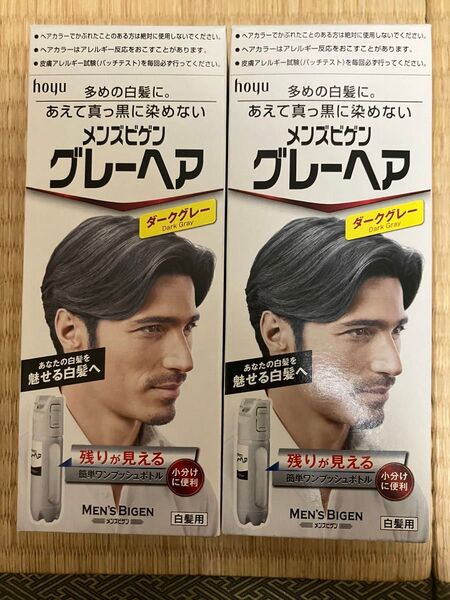 ●ヘアカラーでかぶれたことのある方は絶対に使用しないでください。
●ヘアカラーはアレルギー反応をおこすことがあります。
●皮膚アレルギー試験(パッチテスト)を毎回必ず行ってください。
hoyu
多めの白髪に。
あえて真っ黒に染めない
メンズビゲン
グレーヘア
ダークグレー
Dark Gray
あなたの白髪を
魅せる白髪へ
残りが見える
簡単ワンプッシュボトル
小分けに便利
MEN'S BIGEN
メンズビゲン
白髪用
●ヘアカラーでかぶれたことのある方は絶対に使用しないでください。
●ヘアカラーはアレルギー反応をおこすことがあります。
●皮膚アレルギー試験(パッチテスト)を毎回必ず行ってください。
hoyu
多めの白髪に。
あえて真っ黒に染めない
メンズビゲン
グレーヘア
ダークグレー
Dark Gray
あなたの白髪を
魅せる白髪へ
残りが見える
簡単ワンプッシュボトル
小分けに便利
MEN'S BIGEN
メンズビゲン
白髪用